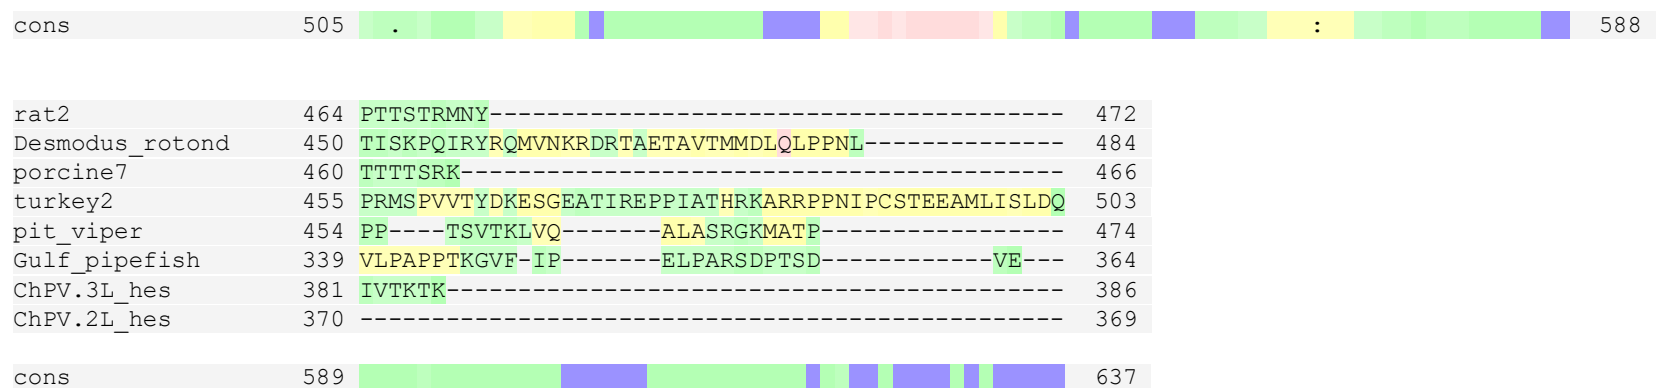 cons 505 . : 588
rat2 464 PTTSTRMNY---------------------------------------- 472
Desmodus_rotond 450 TISKPQIRYRQMVNKRDRTAETAVTMMDLQLPPNL-------------- 484
porcine7 460 TTTTSRK------------------------------------------ 466
turkey2 455 PRMSPVVTYDKESGEATIREPPIATHRKARRPPNIPCSTEEAMLISLDQ 503
pit_viper 454 PP----TSVTKLVQ-------ALASRGKMATP----------------- 474
Gulf_pipefish 339 VLPAPPTKGVF-IP-------ELPARSDPTSD------------VE--- 364
ChPV.3L_hes 381 IVTKTK------------------------------------------- 386
ChPV.2L_hes 370 ------------------------------------------------- 369
cons 589 637